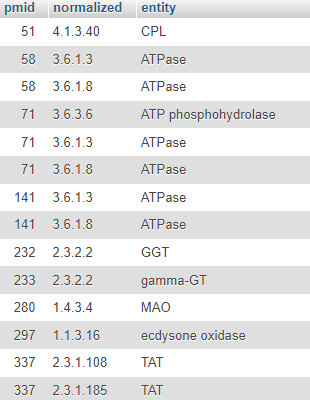 pmid normalized entity
51 4.1.3.40 CPL
58 3.6.1.3 ATPase
58 3.6.1.8 ATPase
71 3.6.3.6 ATP phosphohydrolase
71 3.6.1.3 ATPase
71 3.6.1.8 ATPase
141 3.6.1.3 ATPase
141 3.6.1.8 ATPase
232 2.3.2.2 GGT
233 2.3.2.2 gamma-GT
280 1.4.3.4 MAO
297 1.1.3.16 ecdysone oxidase
337 2.3.1.108 TAT
337 2.3.1.185 TAT